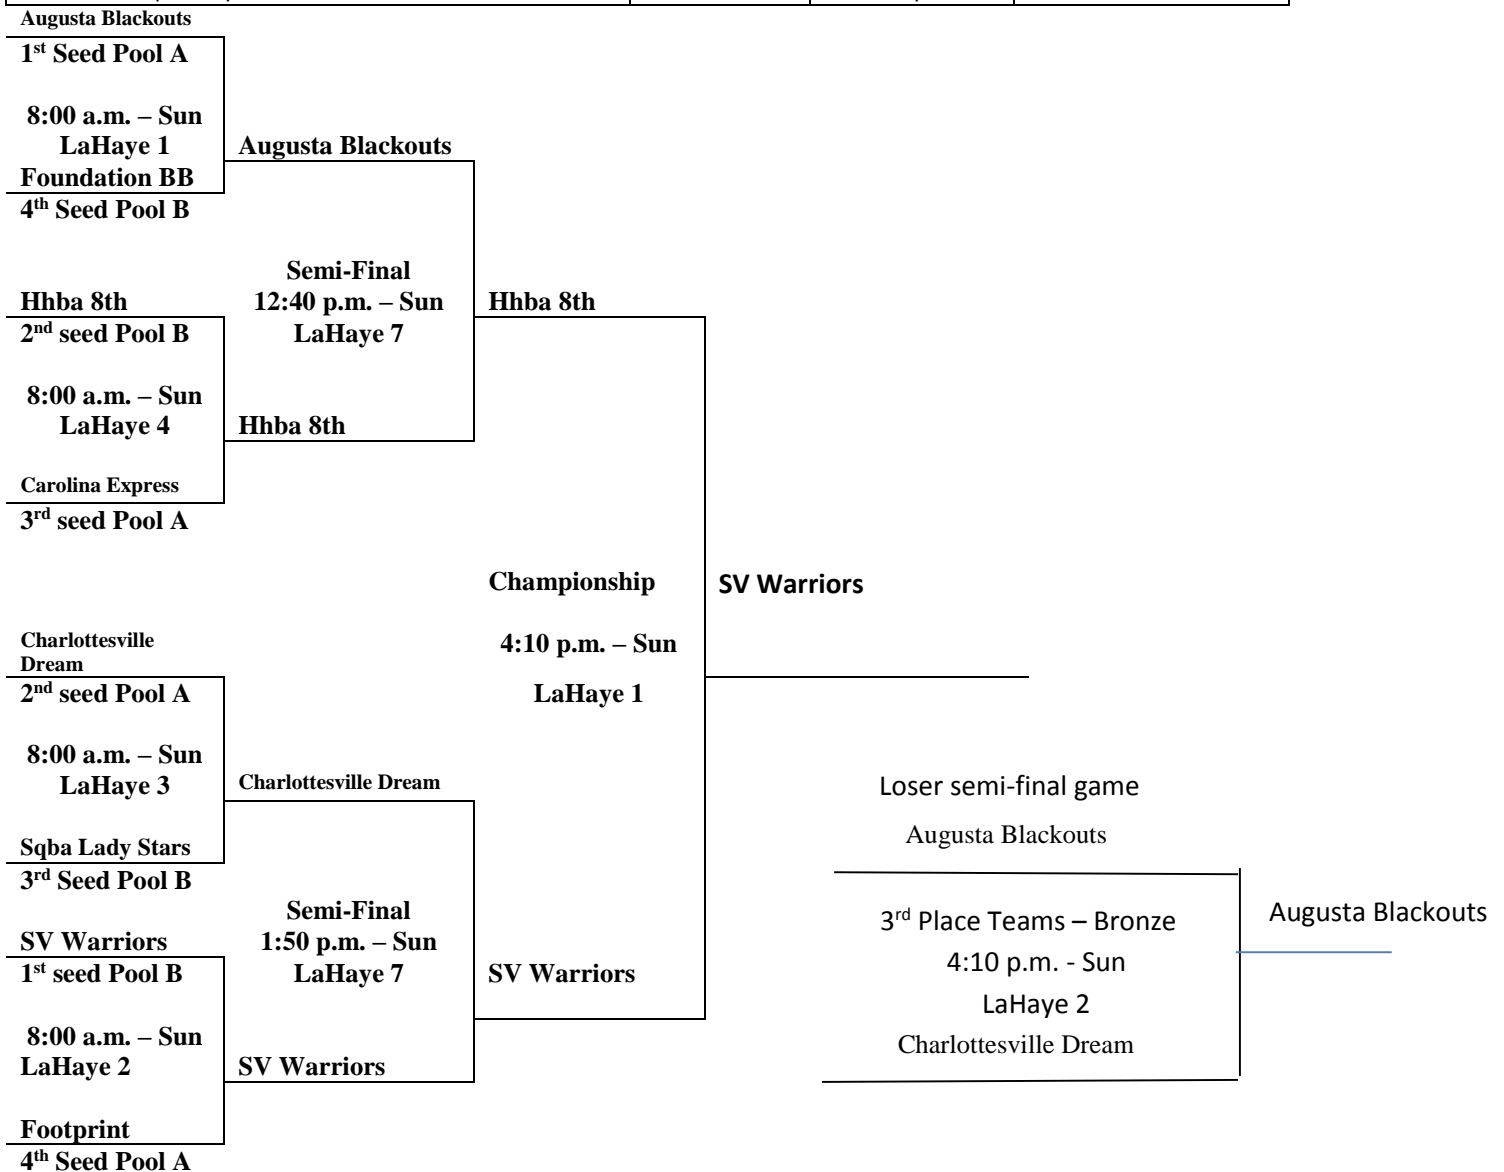 Augusta Blackouts
1st Seed Pool A
8:00 a.m. – Sun
LaHaye 1
Augusta Blackouts
Foundation BB
4th Seed Pool B
Semi-Final
Hhba 8th
12:40 p.m. – Sun
Hhba 8th
2nd seed Pool B
LaHaye 7
8:00 a.m. – Sun
LaHaye 4
Hhba 8th
Carolina Express
3rd seed Pool A
Championship
SV Warriors
Charlottesville
Dream
4:10 p.m. – Sun
2nd seed Pool A
LaHaye 1
8:00 a.m. – Sun
LaHaye 3
Charlottesville Dream
Loser semi-final game
Augusta Blackouts
Sqba Lady Stars
3rd Seed Pool B
Semi-Final
3rd Place Teams – Bronze
Augusta Blackouts
SV Warriors
1:50 p.m. – Sun
4:10 p.m. - Sun
1st seed Pool B
LaHaye 7
SV Warriors
LaHaye 2
8:00 a.m. – Sun
Charlottesville Dream
LaHaye 2
SV Warriors
Footprint
4th Seed Pool A